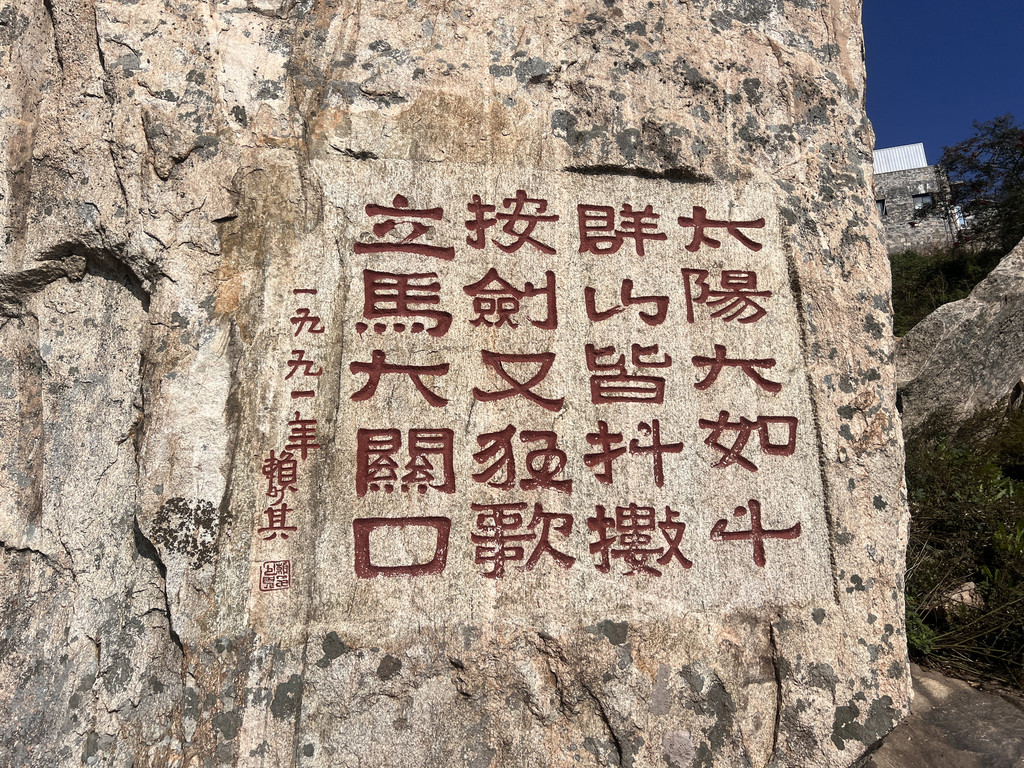 太陽大如斗
群山皆抖擻
按劍又狂歌
立馬大關口
一九九一年
賴少其